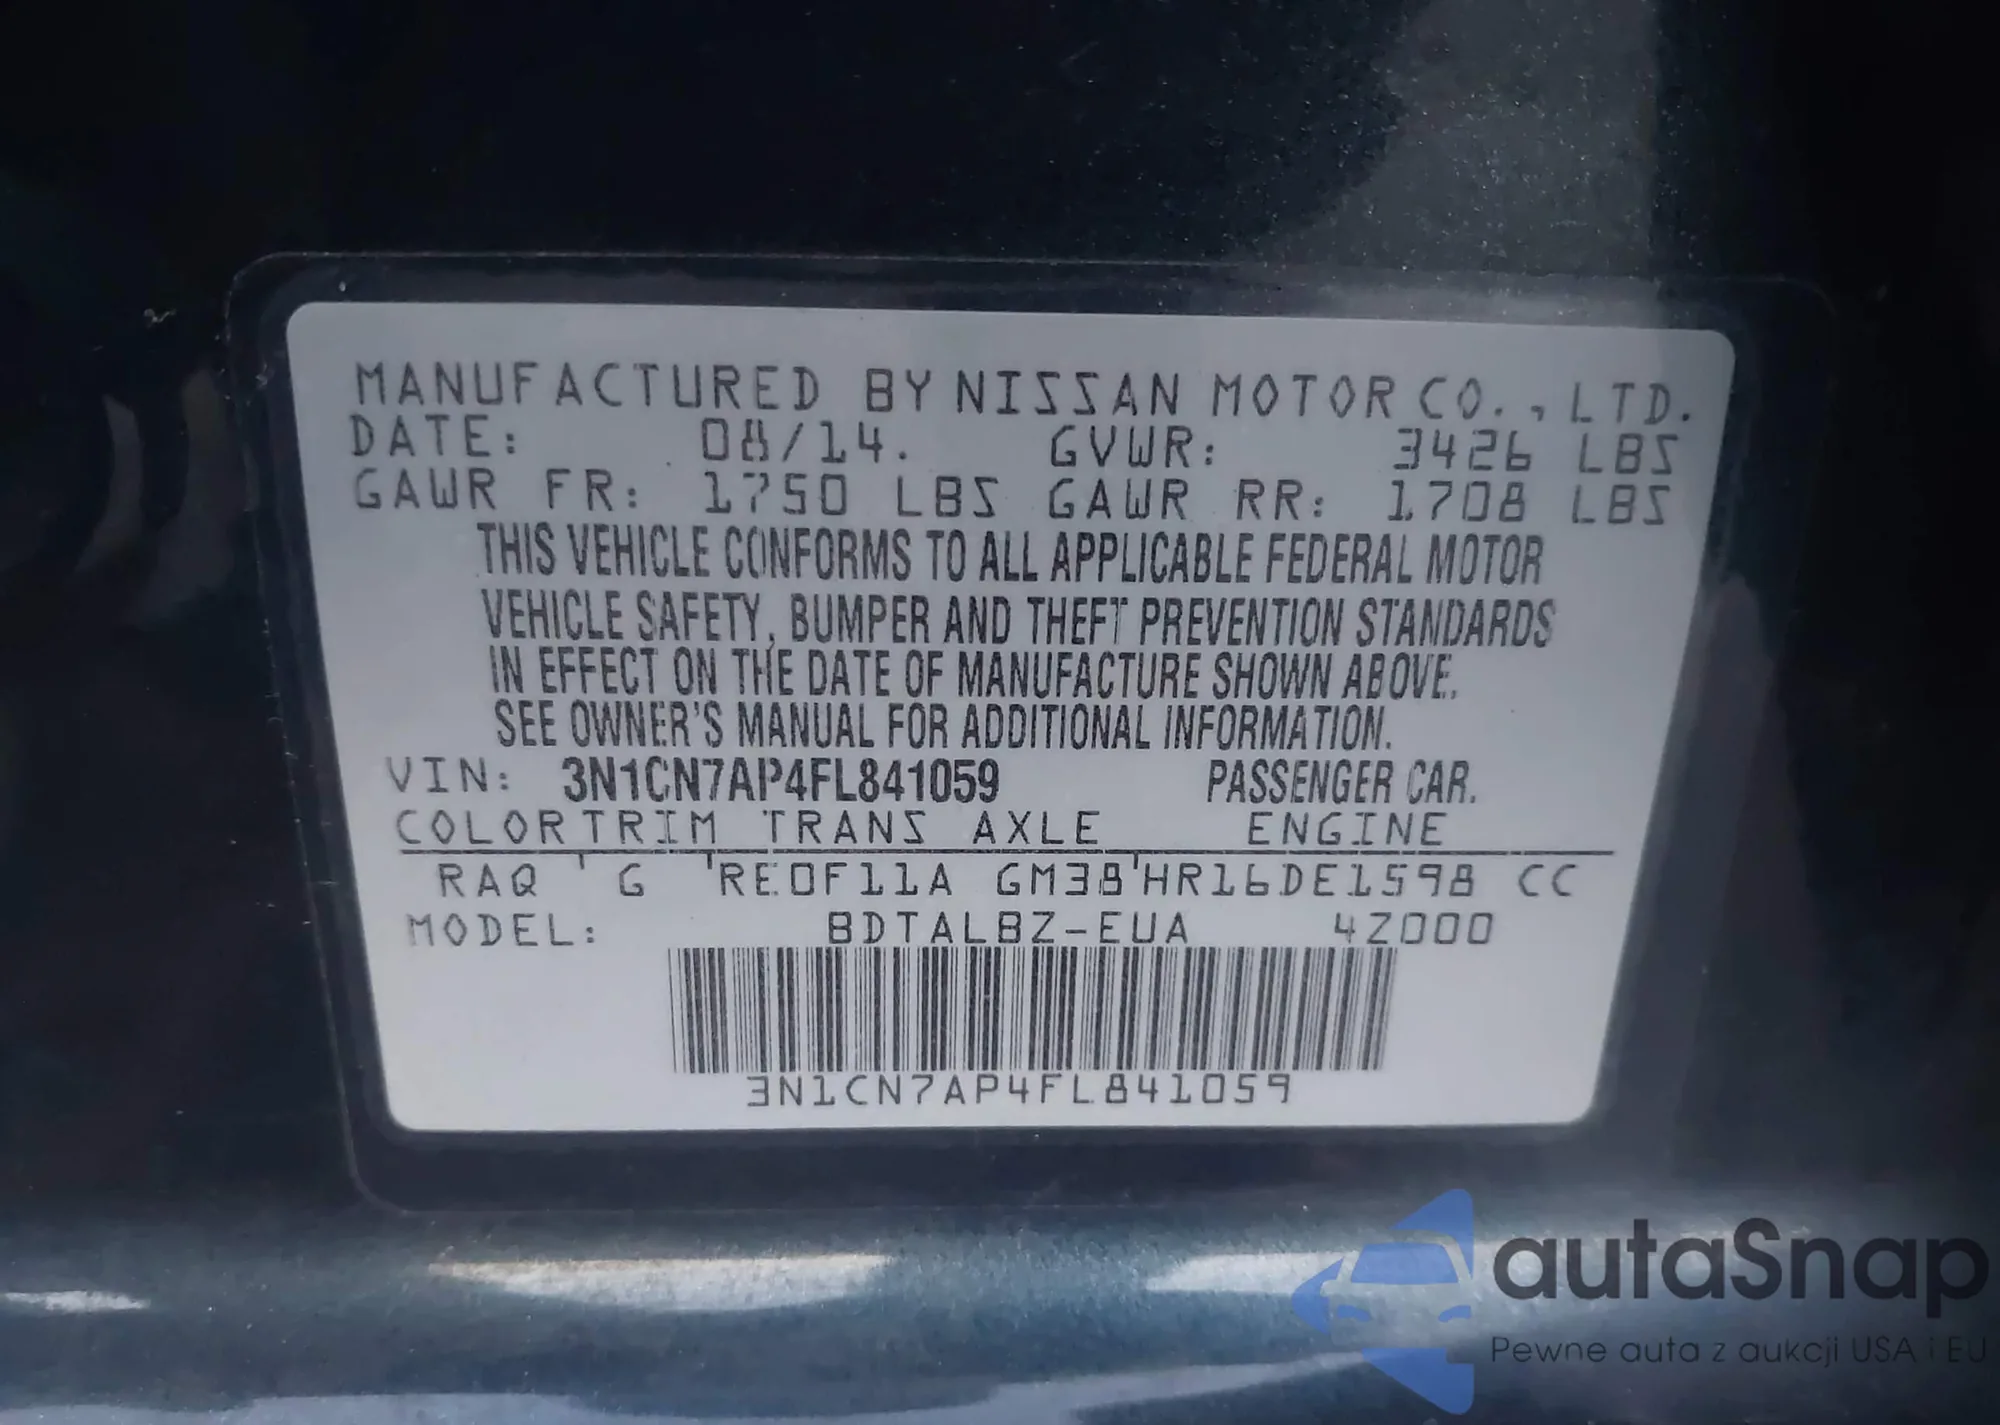 MANUFACTURED BY NISSAN MOTOR CO., LTD.
DATE: 08/14. GVWR: 3426 LBS
GAWR FR: 1750 LBS GAWR RR: 1708 LBS
THIS VEHICLE CONFORMS TO ALL APPLICABLE FEDERAL MOTOR
VEHICLE SAFETY, BUMPER AND THEFT PREVENTION STANDARDS
IN EFFECT ON THE DATE OF MANUFACTURE SHOWN ABOVE.
SEE OWNER'S MANUAL FOR ADDITIONAL INFORMATION.
VIN: 3N1CN7AP4FL841059 PASSENGER CAR.
COLOR TRIM TRANS AXLE ENGINE
RAQ ' G 'RE0F11A GM38'HR16DE1598 CC
MODEL: BDTALBZ-EUA 4Z000
3N1CN7AP4FL841059
autaSnap
Pewne auta z aukcji USA i EU